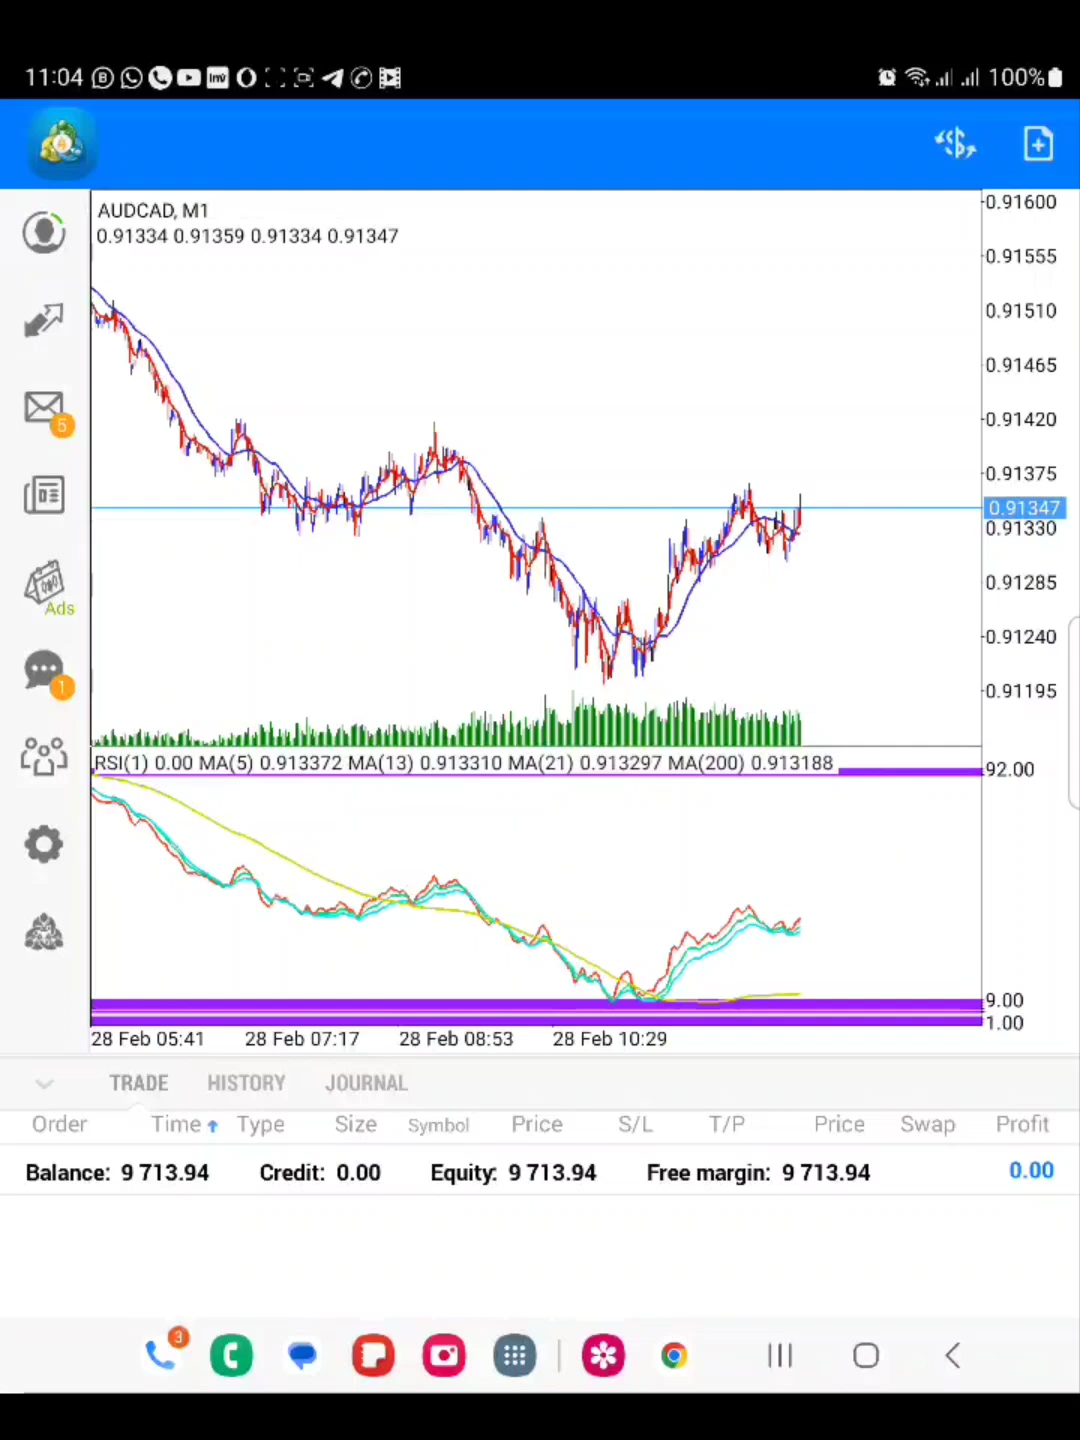 11:04 100%
AUDCAD, M1
0.91334 0.91359 0.91334 0.91347
0.91600
0.91555
0.91510
0.91465
0.91420
0.91375
0.91347
0.91330
0.91285
0.91240
0.91195
5
Ads
1
RSI(1) 0.00 MA(5) 0.913372 MA(13) 0.913310 MA(21) 0.913297 MA(200) 0.913188
92.00
9.00
1.00
28 Feb 05:41 28 Feb 07:17 28 Feb 08:53 28 Feb 10:29
TRADE HISTORY JOURNAL
Order Time Type Size Symbol Price S/L T/P Price Swap Profit
Balance: 9 713.94 Credit: 0.00 Equity: 9 713.94 Free margin: 9 713.94 0.00
3